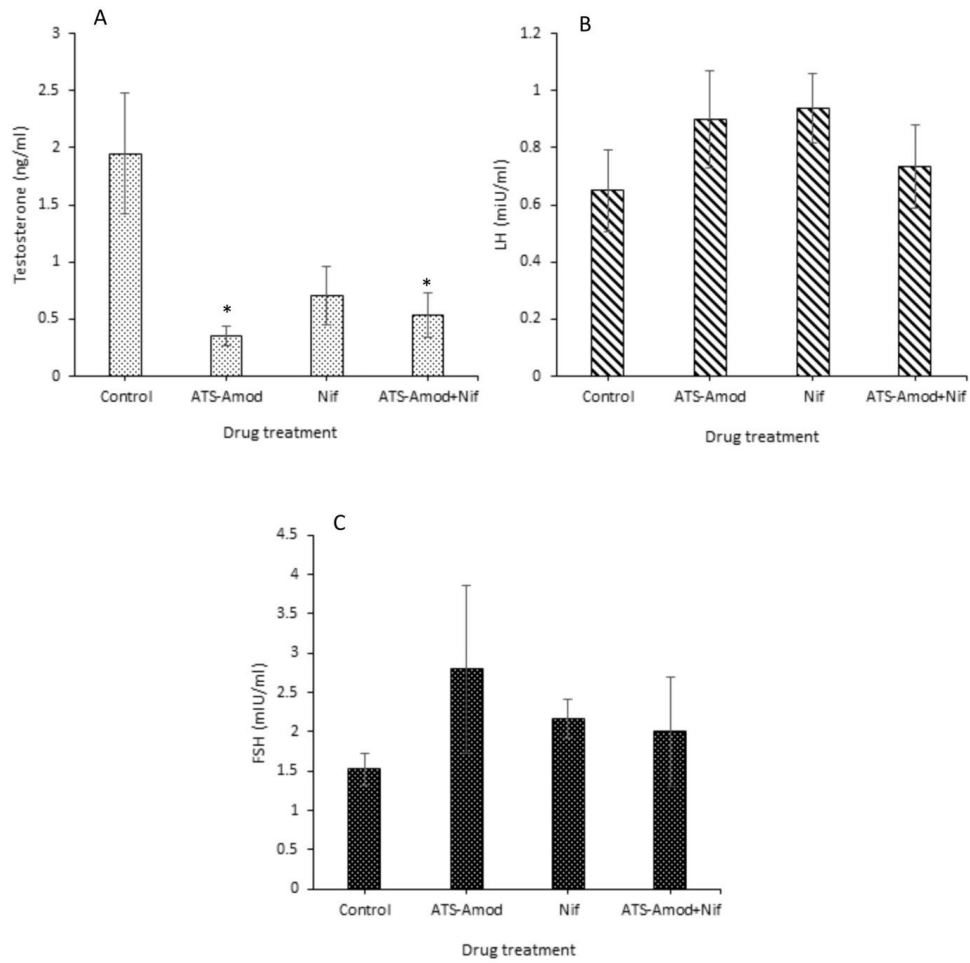 A
3
2.5
2
1.5
1
0.5
0
Testosterone (ng/ml)
*
*
Control ATS-Amod Nif ATS-Amod+Nif
Drug treatment
B
1.2
1
0.8
0.6
0.4
0.2
0
LH (miU/ml)
Control ATS-Amod Nif ATS-Amod+Nif
Drug treatment
C
4.5
4
3.5
3
2.5
2
1.5
1
0.5
0
FSH (mIU/ml)
Control ATS-Amod Nif ATS-Amod+Nif
Drug treatment